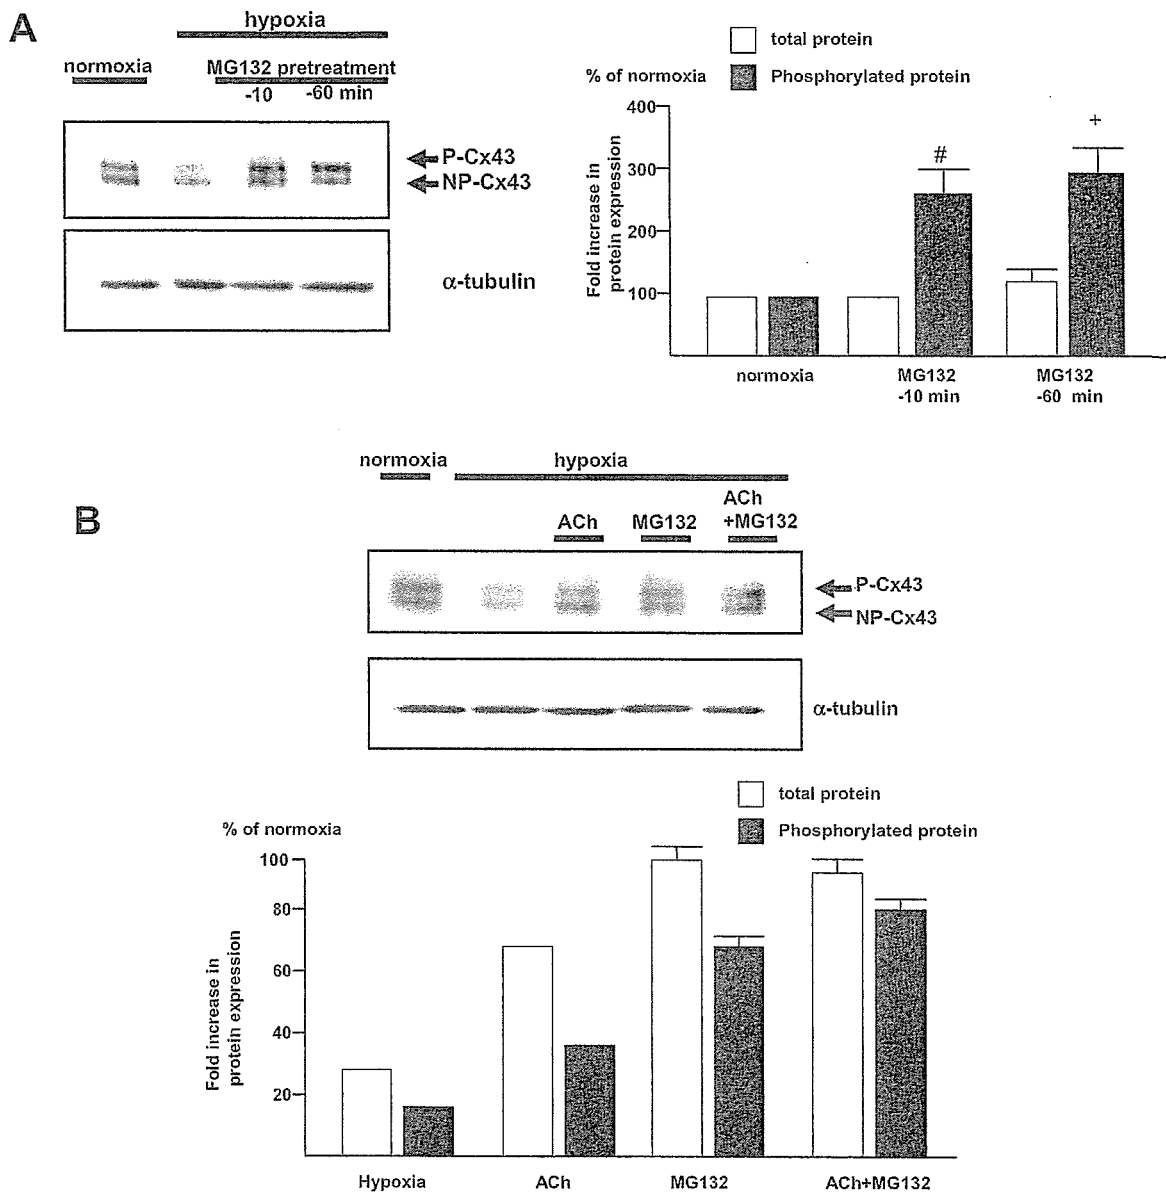 A
hypoxia
normoxia
MG132 pretreatment
-10
-60 min
P-Cx43
NP-Cx43
α-tubulin
total protein
Phosphorylated protein
% of normoxia
Fold increase in
protein expression
400
300
200
100
#
+
normoxia
MG132
-10 min
MG132
-60 min
B
normoxia
hypoxia
ACh
MG132
ACh
+MG132
P-Cx43
NP-Cx43
α-tubulin
total protein
Phosphorylated protein
% of normoxia
Fold increase in
protein expression
100
80
60
40
20
Hypoxia
ACh
MG132
ACh+MG132